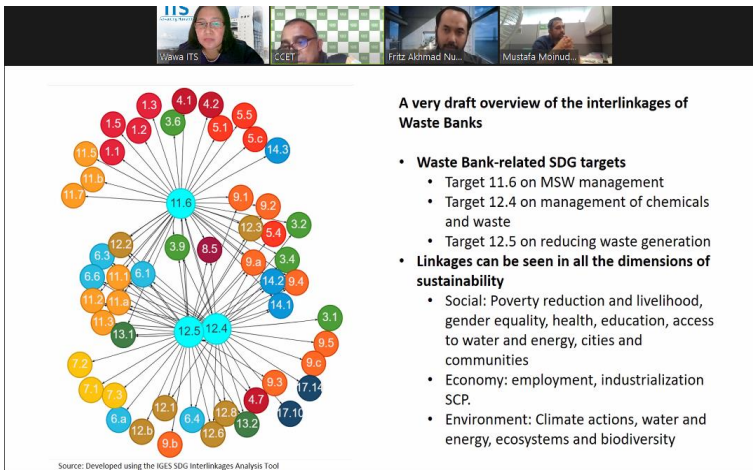 ITS
Wawa ITS
CCET
Fritz Akhmad Nu...
Mustafa Moinud...
A very draft overview of the interlinkages of
Waste Banks
• Waste Bank-related SDG targets
• Target 11.6 on MSW management
• Target 12.4 on management of chemicals
and waste
• Target 12.5 on reducing waste generation
• Linkages can be seen in all the dimensions of
sustainability
• Social: Poverty reduction and livelihood,
gender equality, health, education, access
to water and energy, cities and
communities
• Economy: employment, industrialization
SCP.
• Environment: Climate actions, water and
energy, ecosystems and biodiversity
4.1
4.2
1.3
3.6
5.5
1.5
1.2
5.1
5.c
1.1
14.3
11.5
11.b
11.7
11.6
9.1
9.2
12.3
5.4
3.2
12.2
3.9
8.5
6.3
9.a
3.4
6.6
11.1
6.1
14.2
9.4
11.2
11.a
14.1
11.3
13.1
12.5
12.4
3.1
9.5
9.c
7.2
7.1
7.3
9.3
17.14
4.7
17.10
12.1
6.a
6.4
12.8
13.2
12.b
12.6
9.b
Source: Developed using the IGES SDG Interlinkages Analysis Tool